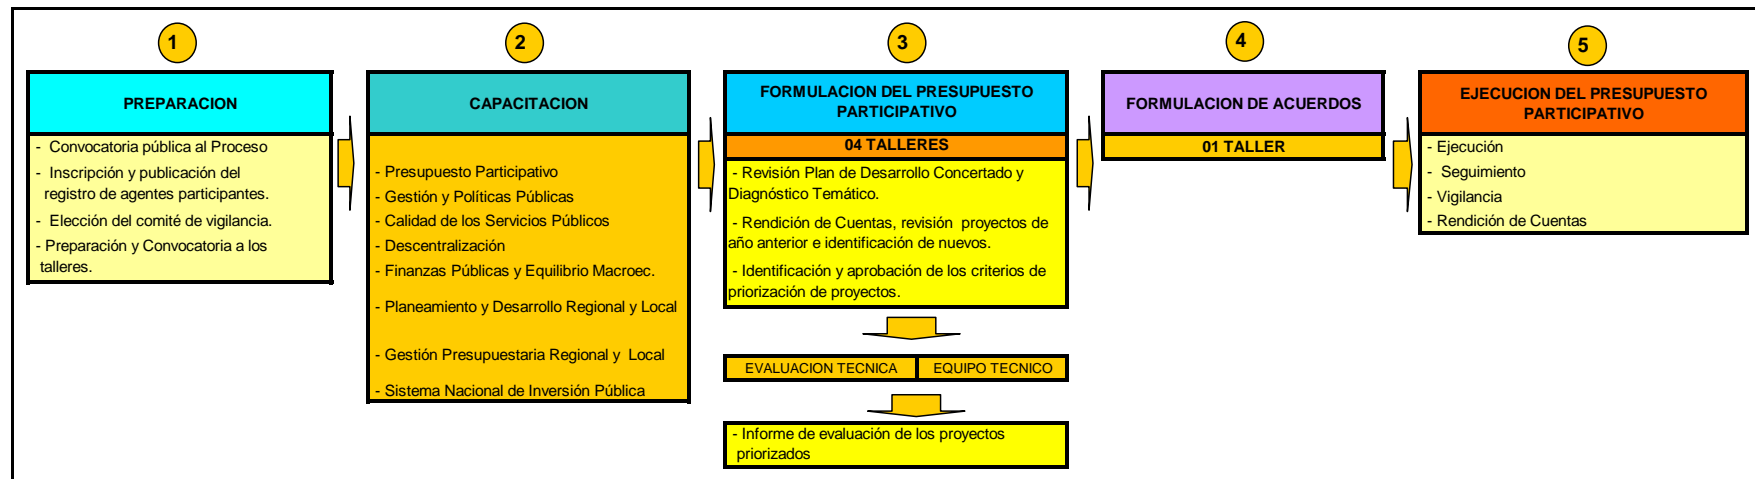 1
PREPARACION
- Convocatoria pública al Proceso
- Inscripción y publicación del
registro de agentes participantes.
- Elección del comité de vigilancia.
- Preparación y Convocatoria a los
talleres.
2
CAPACITACION
- Presupuesto Participativo
- Gestión y Políticas Públicas
- Calidad de los Servicios Públicos
- Descentralización
- Finanzas Públicas y Equilibrio Macroec.
- Planeamiento y Desarrollo Regional y Local
- Gestión Presupuestaria Regional y Local
- Sistema Nacional de Inversión Pública
3
FORMULACION DEL PRESUPUESTO
PARTICIPATIVO
04 TALLERES
- Revisión Plan de Desarrollo Concertado y
Diagnóstico Temático.
- Rendición de Cuentas, revisión proyectos de
año anterior e identificación de nuevos.
- Identificación y aprobación de los criterios de
priorización de proyectos.
EVALUACION TECNICA
EQUIPO TECNICO
- Informe de evaluación de los proyectos
priorizados
4
FORMULACION DE ACUERDOS
01 TALLER
5
EJECUCION DEL PRESUPUESTO
PARTICIPATIVO
- Ejecución
- Seguimiento
- Vigilancia
- Rendición de Cuentas